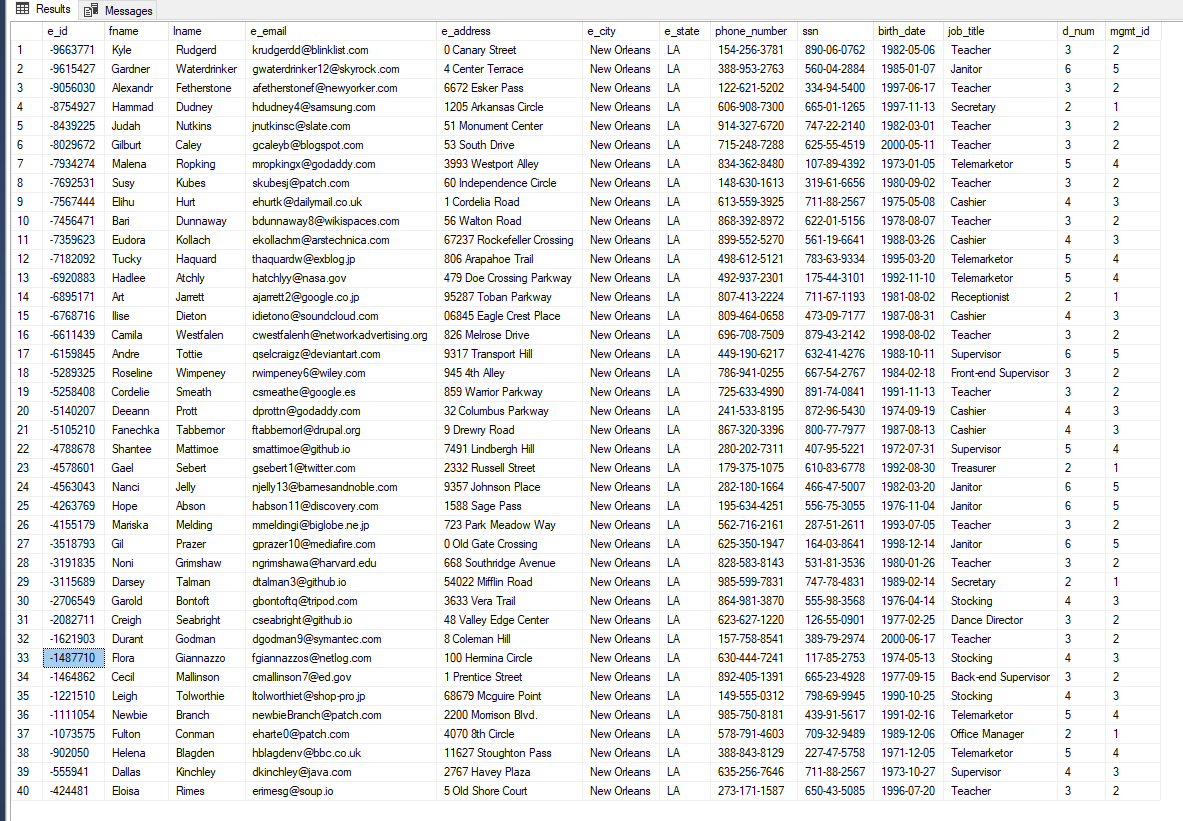 Results Messages
e_id fname lname e_email e_address e_city e_state phone_number ssn birth_date job_title d_num mgmt_id
1 -9663771 Kyle Rudgerd krudgerdd@blinklist.com 0 Canary Street New Orleans LA 154-256-3781 890-06-0762 1982-05-06 Teacher 3 2
2 -9615427 Gardner Waterdrinker gwaterdrinker12@skyrock.com 4 Center Terrace New Orleans LA 388-953-2763 560-04-2884 1985-01-07 Janitor 6 5
3 -9056030 Alexandr Fetherstone afetherstonef@newyorker.com 6672 Esker Pass New Orleans LA 122-621-5202 334-94-5400 1997-06-17 Teacher 3 2
4 -8754927 Hammad Dudney hdudney4@samsung.com 1205 Arkansas Circle New Orleans LA 606-908-7300 665-01-1265 1997-11-13 Secretary 2 1
5 -8439225 Judah Nutkins jnutkinsc@slate.com 51 Monument Center New Orleans LA 914-327-6720 747-22-2140 1982-03-01 Teacher 3 2
6 -8029672 Gilburt Caley gcaleyb@blogspot.com 53 South Drive New Orleans LA 715-248-7288 625-55-4519 2000-05-11 Teacher 3 2
7 -7934274 Malena Ropking mropkingx@godaddy.com 3993 Westport Alley New Orleans LA 834-362-8480 107-89-4392 1973-01-05 Telemarketor 5 4
8 -7692531 Susy Kubes skubesj@patch.com 60 Independence Circle New Orleans LA 148-630-1613 319-61-6656 1980-09-02 Teacher 3 2
9 -7567444 Elihu Hurt ehurtk@dailymail.co.uk 1 Cordelia Road New Orleans LA 613-559-3925 711-88-2567 1975-05-08 Cashier 4 3
10 -7456471 Bari Dunnaway bdunnaway8@wikispaces.com 56 Walton Road New Orleans LA 868-392-8972 622-01-5156 1978-08-07 Teacher 3 2
11 -7359623 Eudora Kollach ekollachm@arstechnica.com 67237 Rockefeller Crossing New Orleans LA 899-552-5270 561-19-6641 1988-03-26 Cashier 4 3
12 -7182092 Tucky Haquard thaquardw@exblog.jp 806 Arapahoe Trail New Orleans LA 498-612-5121 783-63-9334 1995-03-20 Telemarketor 5 4
13 -6920883 Hadlee Atchly hatchlyy@nasa.gov 479 Doe Crossing Parkway New Orleans LA 492-937-2301 175-44-3101 1992-11-10 Telemarketor 5 4
14 -6895171 Art Jarrett ajarrett2@google.co.jp 95287 Toban Parkway New Orleans LA 807-413-2224 711-67-1193 1981-08-02 Receptionist 2 1
15 -6768716 Ilise Dieton idietono@soundcloud.com 06845 Eagle Crest Place New Orleans LA 809-464-0658 473-09-7177 1987-08-31 Cashier 4 3
16 -6611439 Camila Westfalen cwestfalenh@networkadvertising.org 826 Melrose Drive New Orleans LA 696-708-7509 879-43-2142 1998-08-02 Teacher 3 2
17 -6159845 Andre Tottie qselcraigz@deviantart.com 9317 Transport Hill New Orleans LA 449-190-6217 632-41-4276 1988-10-11 Supervisor 6 5
18 -5289325 Roseline Wimpeney rwimpeney6@wiley.com 945 4th Alley New Orleans LA 786-941-0255 667-54-2767 1984-02-18 Front-end Supervisor 3 2
19 -5258408 Cordelie Smeath csmeathe@google.es 859 Warrior Parkway New Orleans LA 725-633-4990 891-74-0841 1991-11-13 Teacher 3 2
20 -5140207 Deeann Prott dprottn@godaddy.com 32 Columbus Parkway New Orleans LA 241-533-8195 872-96-5430 1974-09-19 Cashier 4 3
21 -5105210 Fanechka Tabbernor ftabbernorl@drupal.org 9 Drewry Road New Orleans LA 867-320-3396 800-77-7977 1987-08-13 Cashier 4 3
22 -4788678 Shantee Mattimoe smattimoe@github.io 7491 Lindbergh Hill New Orleans LA 280-202-7311 407-95-5221 1972-07-31 Supervisor 5 4
23 -4578601 Gael Sebert gsebert1@twitter.com 2332 Russell Street New Orleans LA 179-375-1075 610-83-6778 1992-08-30 Treasurer 2 1
24 -4563043 Nanci Jelly njelly13@barnesandnoble.com 9357 Johnson Place New Orleans LA 282-180-1664 466-47-5007 1982-03-20 Janitor 6 5
25 -4263769 Hope Abson habson11@discovery.com 1588 Sage Pass New Orleans LA 195-634-4251 556-75-3055 1976-11-04 Janitor 6 5
26 -4155179 Mariska Melding mmeldingi@biglobe.ne.jp 723 Park Meadow Way New Orleans LA 562-716-2161 287-51-2611 1993-07-05 Teacher 3 2
27 -3518793 Gil Prazer gprazer10@mediafire.com 0 Old Gate Crossing New Orleans LA 625-350-1947 164-03-8641 1998-12-14 Janitor 6 5
28 -3191835 Noni Grimshaw ngrimshawa@harvard.edu 668 Southridge Avenue New Orleans LA 828-583-8143 531-81-3536 1980-01-26 Teacher 3 2
29 -3115689 Darsey Talman dtalman3@github.io 54022 Mifflin Road New Orleans LA 985-599-7831 747-78-4831 1989-02-14 Secretary 2 1
30 -2706549 Garold Bontoft gbontoftq@tripod.com 3633 Vera Trail New Orleans LA 864-981-3870 555-98-3568 1976-04-14 Stocking 4 3
31 -2082711 Creigh Seabright cseabright@github.io 48 Valley Edge Center New Orleans LA 623-627-1220 126-55-0901 1977-02-25 Dance Director 3 2
32 -1621903 Durant Godman dgodman9@symantec.com 8 Coleman Hill New Orleans LA 157-758-8541 389-79-2974 2000-06-17 Teacher 3 2
33 -1487710 Flora Giannazzo fgiannazzos@netlog.com 100 Hermina Circle New Orleans LA 630-444-7241 117-85-2753 1974-05-13 Stocking 4 3
34 -1464862 Cecil Mallinson cmallinson7@ed.gov 1 Prentice Street New Orleans LA 892-405-1391 665-23-4928 1977-09-15 Back-end Supervisor 3 2
35 -1221510 Leigh Tolworthie ltolworthiet@shop-pro.jp 68679 Mcguire Point New Orleans LA 149-555-0312 798-69-9945 1990-10-25 Stocking 4 3
36 -1111054 Newbie Branch newbieBranch@patch.com 2200 Morrison Blvd. New Orleans LA 985-750-8181 439-91-5617 1991-02-16 Telemarketor 5 4
37 -1073575 Fulton Conman eharte0@patch.com 4070 8th Circle New Orleans LA 578-791-4603 709-32-9489 1989-12-06 Office Manager 2 1
38 -902050 Helena Blagden hblagdenv@bbc.co.uk 11627 Stoughton Pass New Orleans LA 388-843-8129 227-47-5758 1971-12-05 Telemarketor 5 4
39 -555941 Dallas Kinchley dkinchley@java.com 2767 Havey Plaza New Orleans LA 635-256-7646 711-88-2567 1973-10-27 Supervisor 4 3
40 -424481 Eloisa Rimes erimesg@soup.io 5 Old Shore Court New Orleans LA 273-171-1587 650-43-5085 1996-07-20 Teacher 3 2